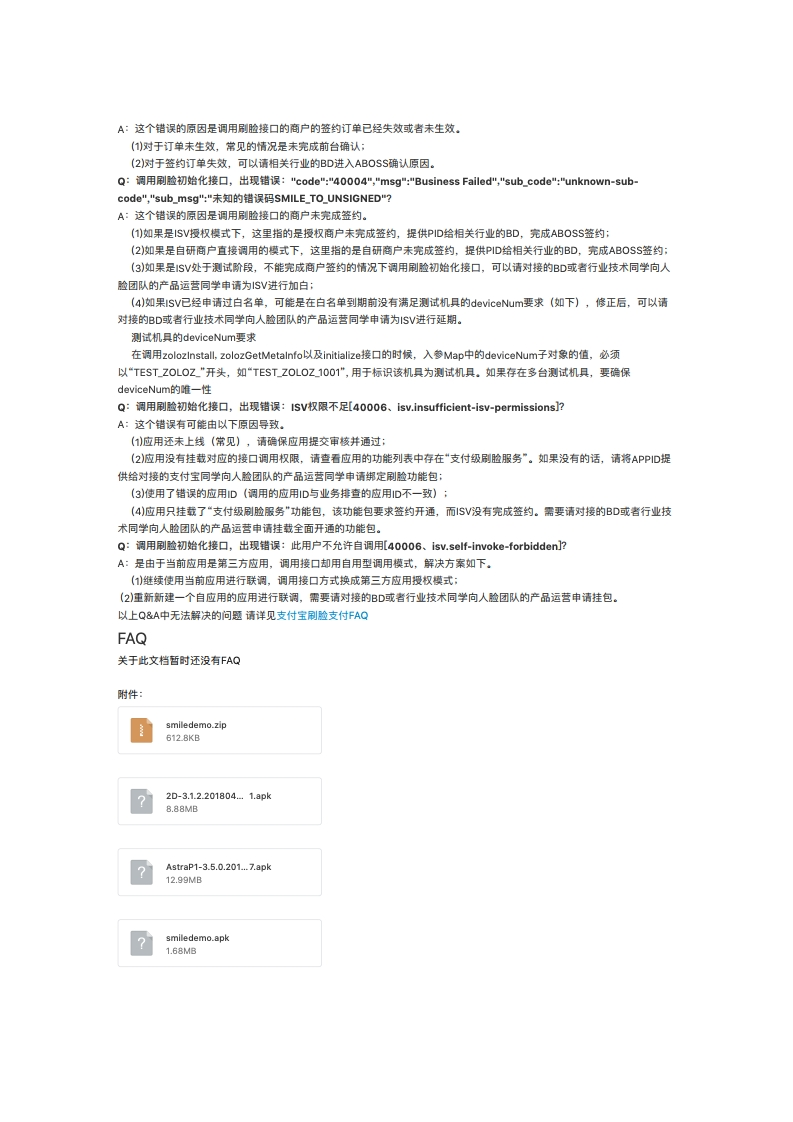 A：这个错误的原因是调用刷脸接口的商户的签约订单已经失效或者未生效。
(1)对于订单未生效，常见的情况是未完成前台确认；
(2)对于签约订单失效，可以请相关行业的BD进入ABOSS确认原因。
Q：调用刷脸初始化接口，出现错误："code":"40004","msg":"Business Failed","sub_code":"unknown-sub-
code","sub_msg":"未知的错误码SMILE_TO_UNSIGNED"?
A：这个错误的原因是调用刷脸接口的商户未完成签约。
(1)如果是ISV授权模式下，这里指的是授权商户未完成签约，提供PID给相关行业的BD，完成ABOSS签约；
(2)如果是自研商户直接调用的模式下，这里指的是自研商户未完成签约，提供PID给相关行业的BD，完成ABOSS签约；
(3)如果是ISV处于测试阶段，不能完成商户签约的情况下调用刷脸初始化接口，可以请对接的BD或者行业技术同学向人
脸团队的产品运营同学申请为ISV进行加白；
(4)如果ISV已经申请过白名单，可能是在白名单到期前没有满足测试机具的deviceNum要求（如下），修正后，可以请
对接的BD或者行业技术同学向人脸团队的产品运营同学申请为ISV进行延期。
测试机具的deviceNum要求
在调用zolozInstall、zolozGetMetaInfo以及initialize接口的时候，入参Map中的deviceNum子对象的值，必须
以“TEST_ZOLOZ_”开头，如“TEST_ZOLOZ_1001”, 用于标识该机具为测试机具。如果存在多台测试机具，要确保
deviceNum的唯一性
Q：调用刷脸初始化接口，出现错误：ISV权限不足[40006、isv.insufficient-isv-permissions]?
A：这个错误有可能由以下原因导致。
(1)应用还未上线（常见），请确保应用提交审核并通过；
(2)应用没有挂载对应的接口调用权限，请查看应用的功能列表中存在“支付级刷脸服务”。如果没有的话，请将APPID提
供给对接的支付宝同学向人脸团队的产品运营同学申请绑定刷脸功能包；
(3)使用了错误的应用ID（调用的应用ID与业务排查的应用ID不一致）；
(4)应用只挂载了“支付级刷脸服务”功能包，该功能包要求签约开通，而ISV没有完成签约。需要请对接的BD或者行业技
术同学向人脸团队的产品运营申请挂载全面开通的功能包。
Q：调用刷脸初始化接口，出现错误：此用户不允许自调用[40006、isv.self-invoke-forbidden]?
A：是由于当前应用是第三方应用，调用接口却用自用型调用模式，解决方案如下。
(1)继续使用当前应用进行联调，调用接口方式换成第三方应用授权模式；
(2)重新新建一个自应用的应用进行联调，需要请对接的BD或者行业技术同学向人脸团队的产品运营申请挂包。
以上Q&A中无法解决的问题 请详见支付宝刷脸支付FAQ
FAQ
关于此文档暂时还没有FAQ
附件：
smiledemo.zip
612.8KB
2D-3.1.2.201804... 1.apk
8.88MB
AstraP1-3.5.0.201...7.apk
12.99MB
smiledemo.apk
1.68MB